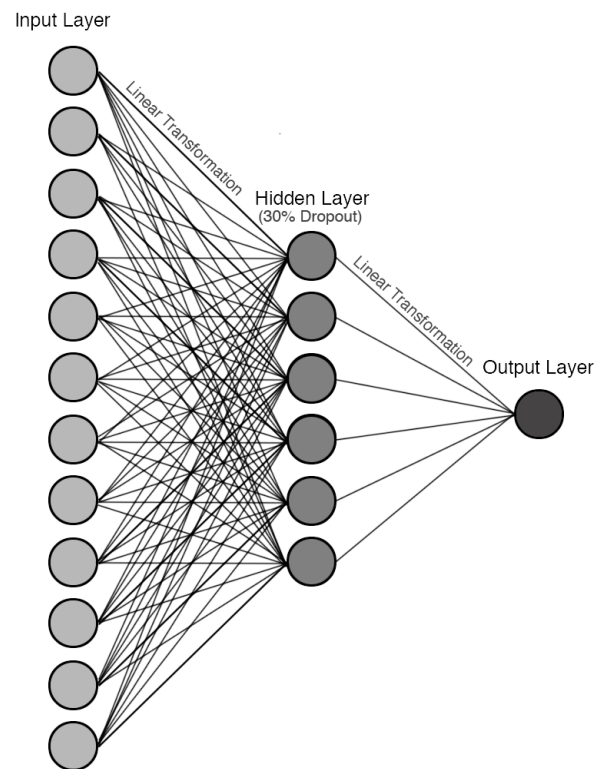 Input Layer
Linear Transformation
Hidden Layer
(30% Dropout)
Linear Transformation
Output Layer